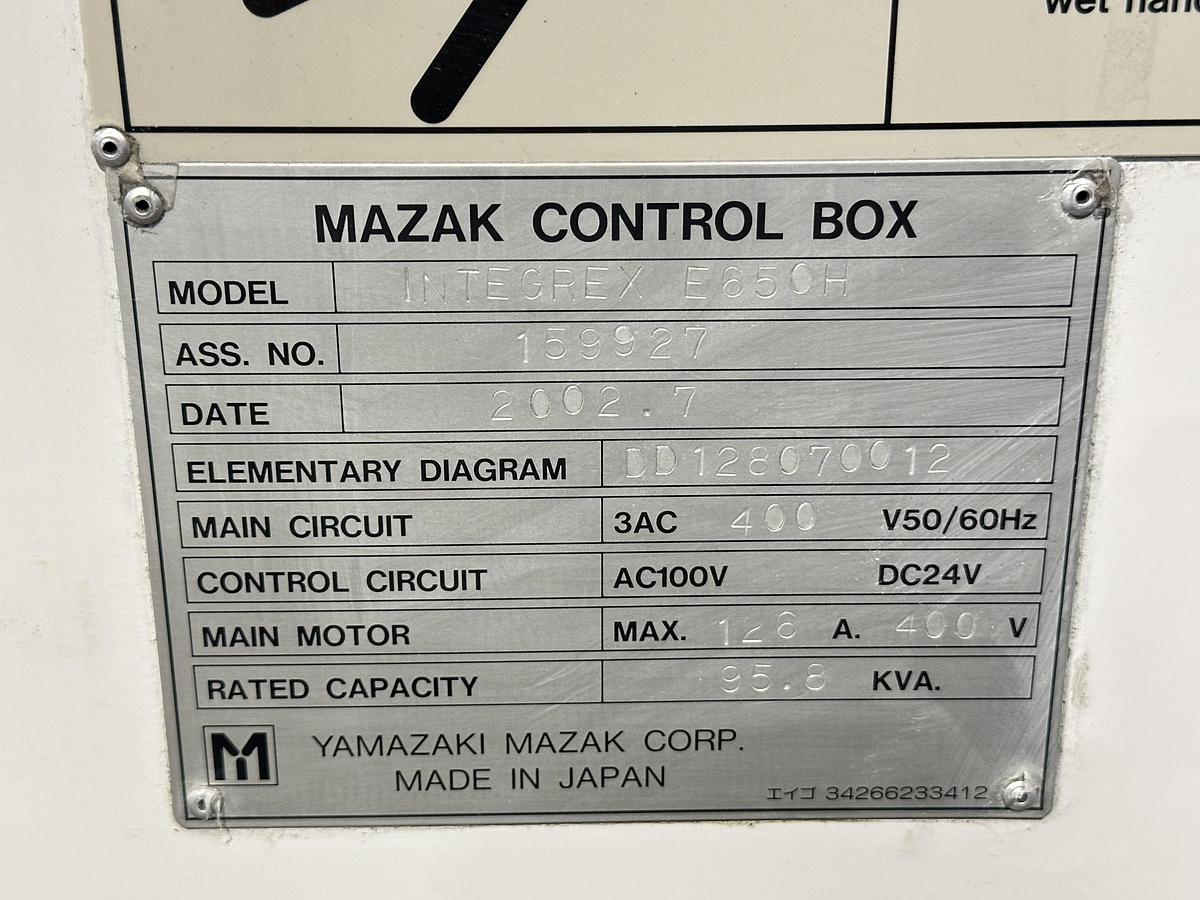 wet hand
MAZAK CONTROL BOX
MODEL INTEGREX E650H
ASS. NO. 159927
DATE 2002.7
ELEMENTARY DIAGRAM DD128070012
MAIN CIRCUIT 3AC 400 V50/60Hz
CONTROL CIRCUIT AC100V DC24V
MAIN MOTOR MAX. 126 A. 400 V
RATED CAPACITY 95.8 KVA.
YAMAZAKI MAZAK CORP.
MADE IN JAPAN
エイコ 34266233412